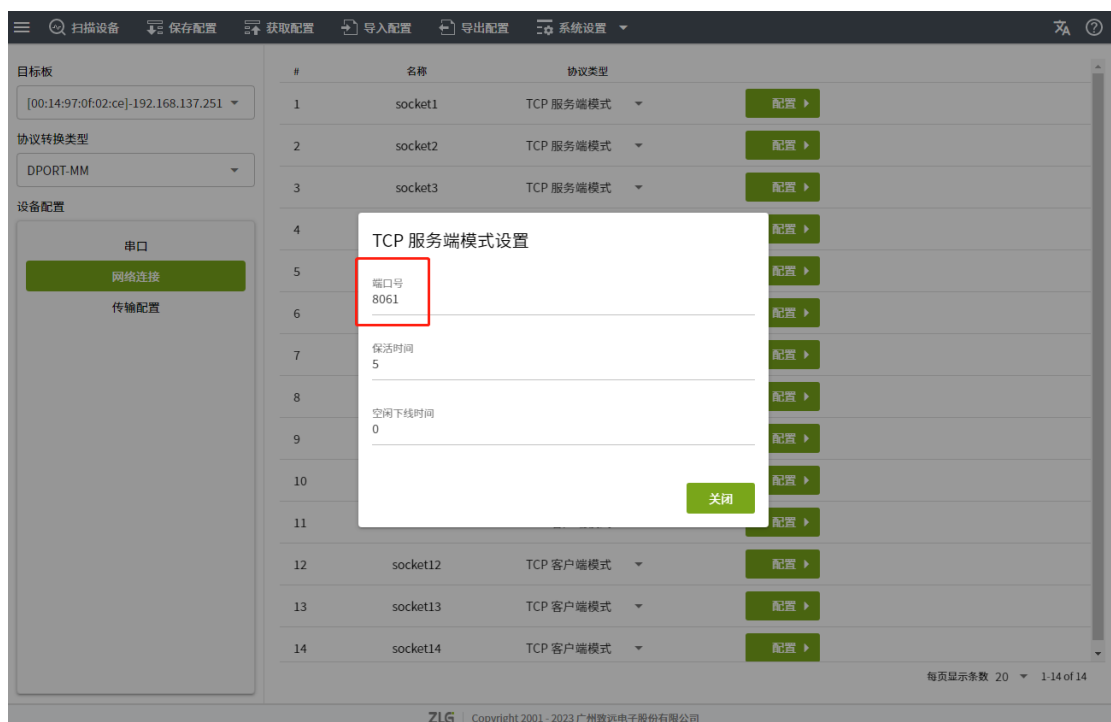 扫描设备 保存配置 获取配置 导入配置 导出配置 系统设置
目标板
[00:14:97:0f:02:ce]-192.168.137.251
协议转换类型
DPORT-MM
设备配置
串口
网络连接
传输配置
# 名称 协议类型
1 socket1 TCP 服务端模式 配置
2 socket2 TCP 服务端模式 配置
3 socket3 TCP 服务端模式 配置
4 配置
5 配置
6 配置
7 配置
8 配置
9 配置
10 配置
11 配置
12 socket12 TCP 客户端模式 配置
13 socket13 TCP 客户端模式 配置
14 socket14 TCP 客户端模式 配置
TCP 服务端模式设置
端口号
8061
保活时间
5
空闲下线时间
0
关闭
每页显示条数 20 1-14 of 14
ZLG | Copyright 2001 - 2023 广州致远电子股份有限公司